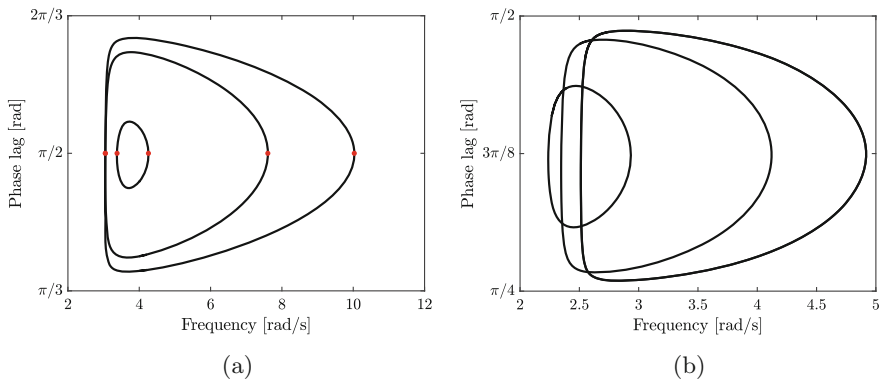 2π/3
π/2
π/3
Phase lag [rad]
2 4 6 8 10 12
Frequency [rad/s]
(a)
π/2
3π/8
π/4
Phase lag [rad]
2 2.5 3 3.5 4 4.5 5
Frequency [rad/s]
(b)